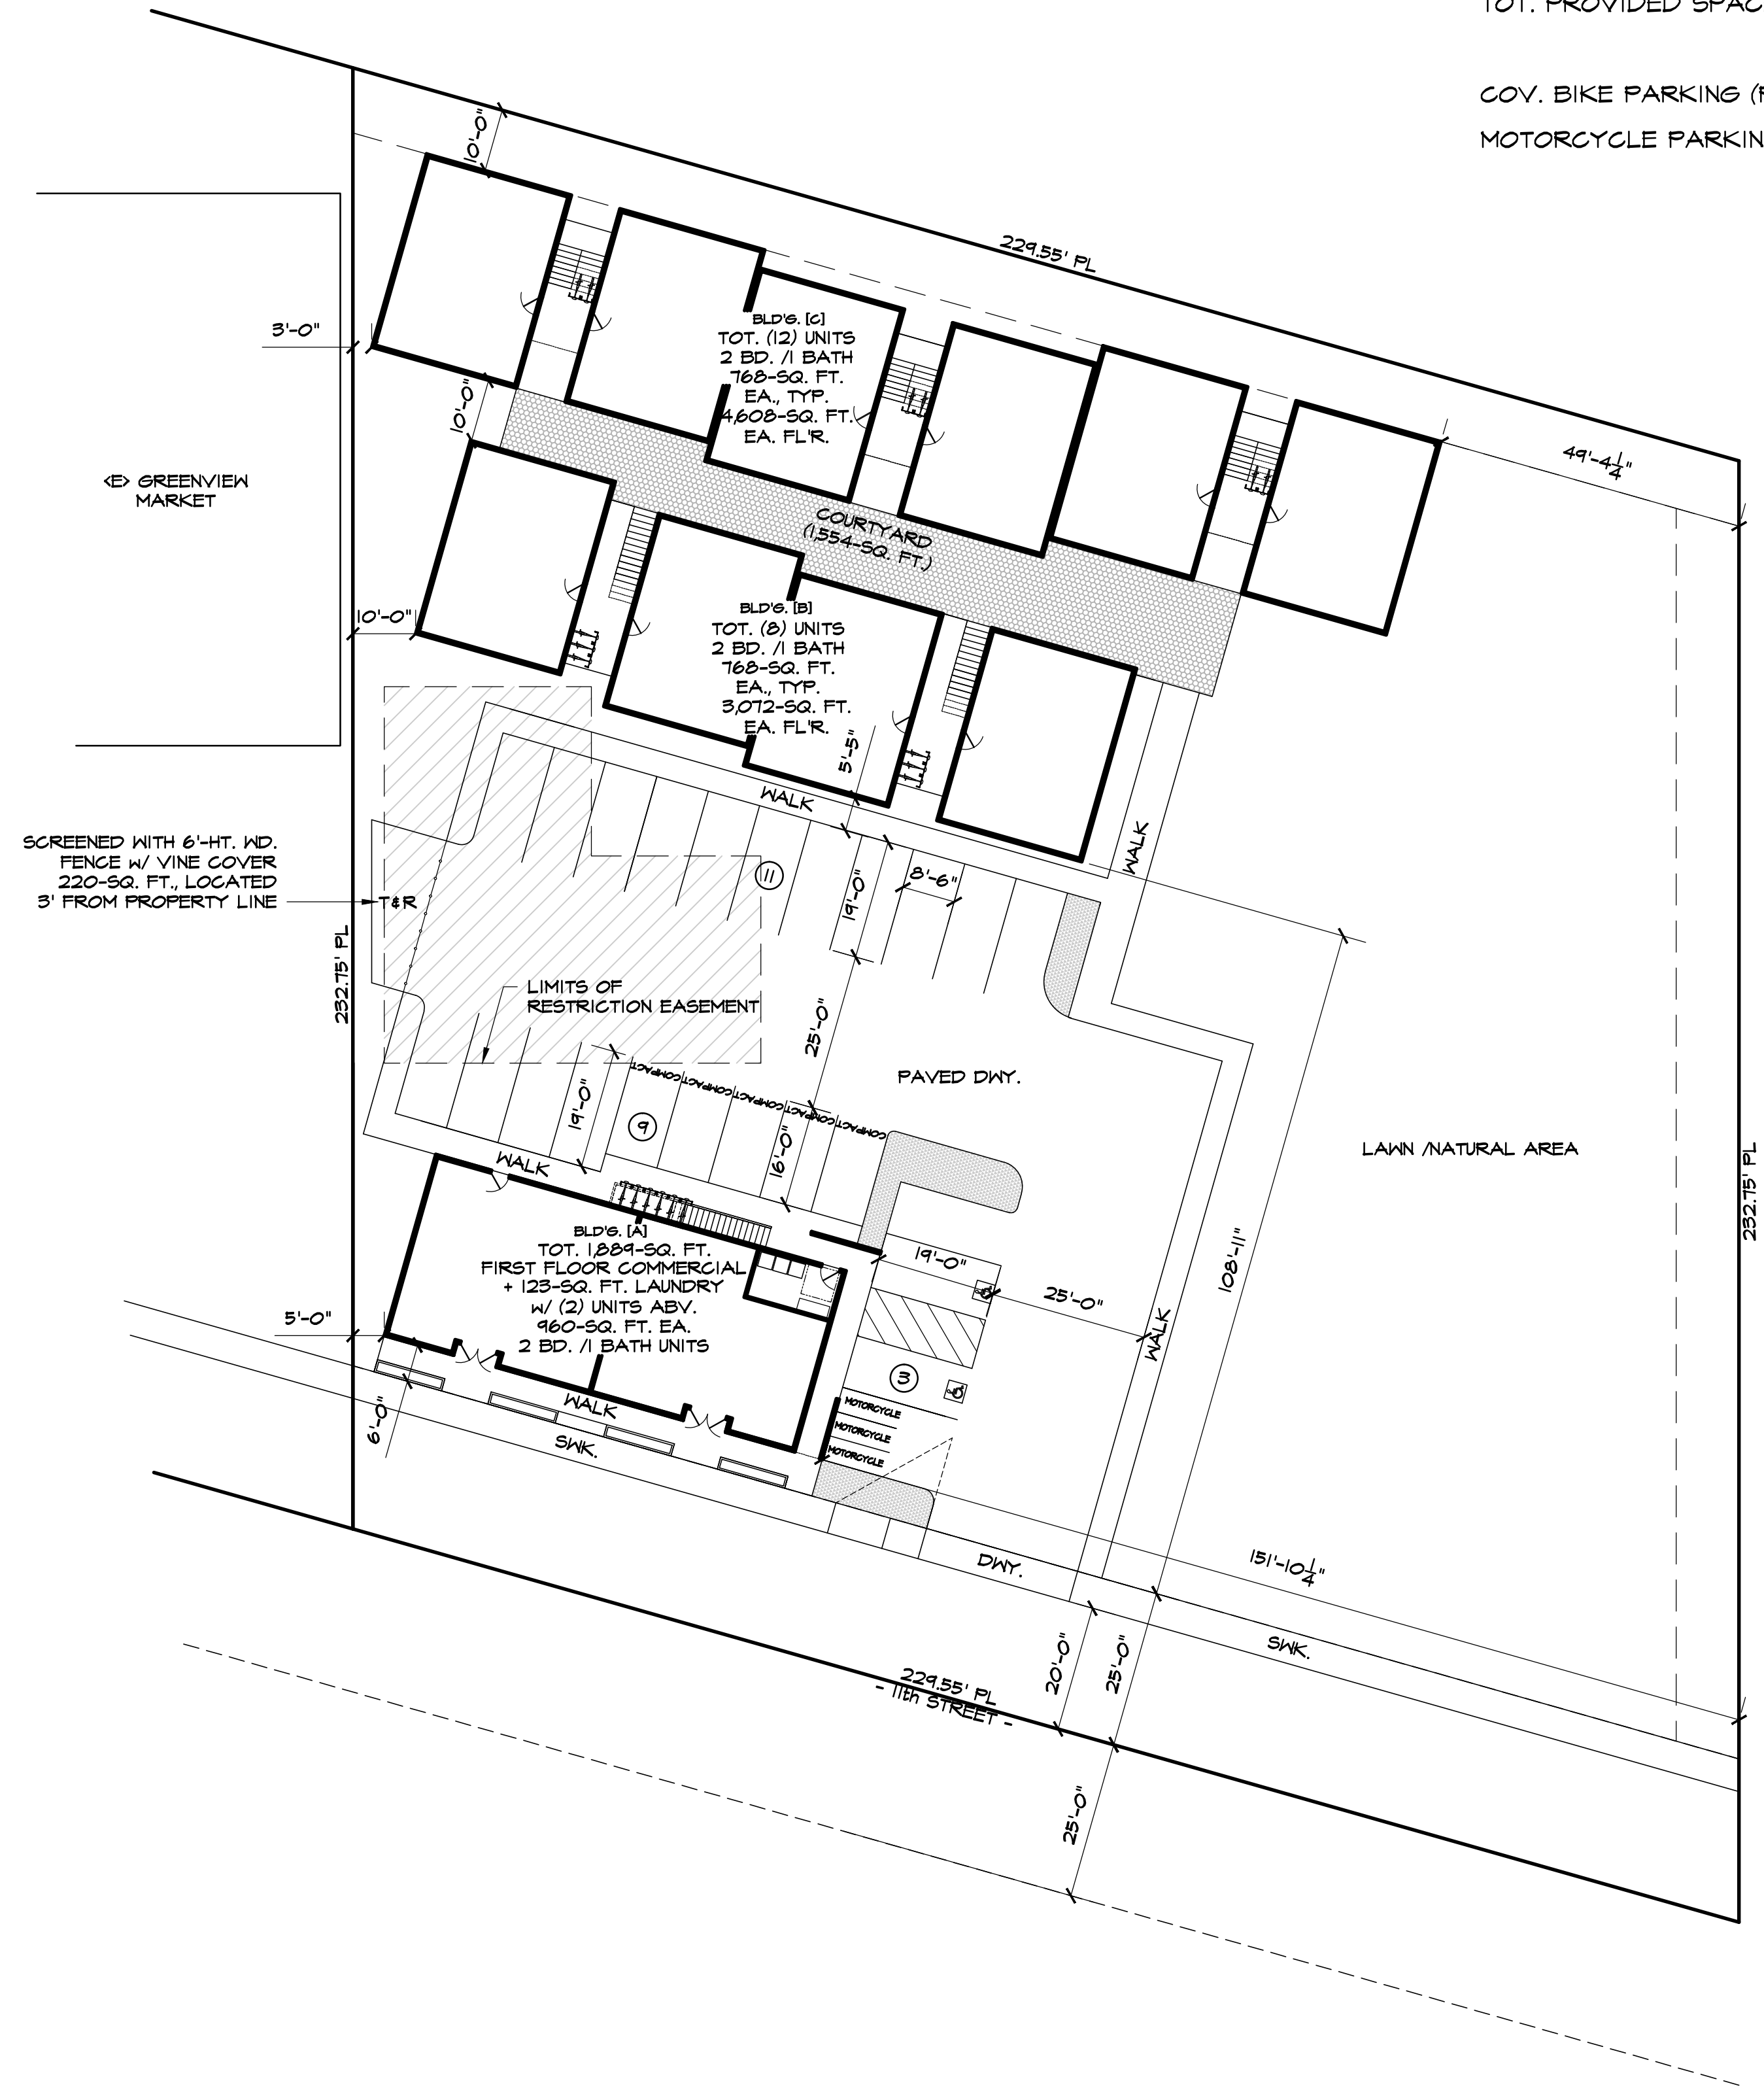 TOT. PROVIDED SPAC
COV. BIKE PARKING (
MOTORCYCLE PARKIN
10'-0"
229.55' PL
3'-0"
BLD'G. [C]
TOT. (12) UNITS
2 BD. /1 BATH
768-SQ. FT.
EA., TYP.
4,608-SQ. FT.
EA. FL'R.
10'-0"
49'-4 1/4"
<E> GREENVIEW
MARKET
COURTYARD
(1,554-SQ. FT.)
10'-0"
BLD'G. [B]
TOT. (8) UNITS
2 BD. /1 BATH
768-SQ. FT.
EA., TYP.
3,072-SQ. FT.
EA. FL'R.
5'-5"
WALK
WALK
SCREENED WITH 6'-HT. WD.
FENCE W/ VINE COVER
220-SQ. FT., LOCATED
3' FROM PROPERTY LINE
T&R
11
19'-0"
8'-6"
232.75' PL
LIMITS OF
RESTRICTION EASEMENT
25'-0"
PAVED DWY.
COMPACT
COMPACT
COMPACT
COMPACT
COMPACT
19'-0"
9
16'-0"
LAWN /NATURAL AREA
232.75' PL
WALK
BLD'G. [A]
TOT. 1,889-SQ. FT.
FIRST FLOOR COMMERCIAL
+ 123-SQ. FT. LAUNDRY
W/ (2) UNITS ABV.
960-SQ. FT. EA.
2 BD. /1 BATH UNITS
19'-0"
25'-0"
108'-11"
WALK
5'-0"
3
MOTORCYCLE
MOTORCYCLE
MOTORCYCLE
6'-0"
WALK
SWK.
DWY.
151'-10 1/4"
SWK.
20'-0"
25'-0"
229.55' PL
- 11th STREET -
25'-0"